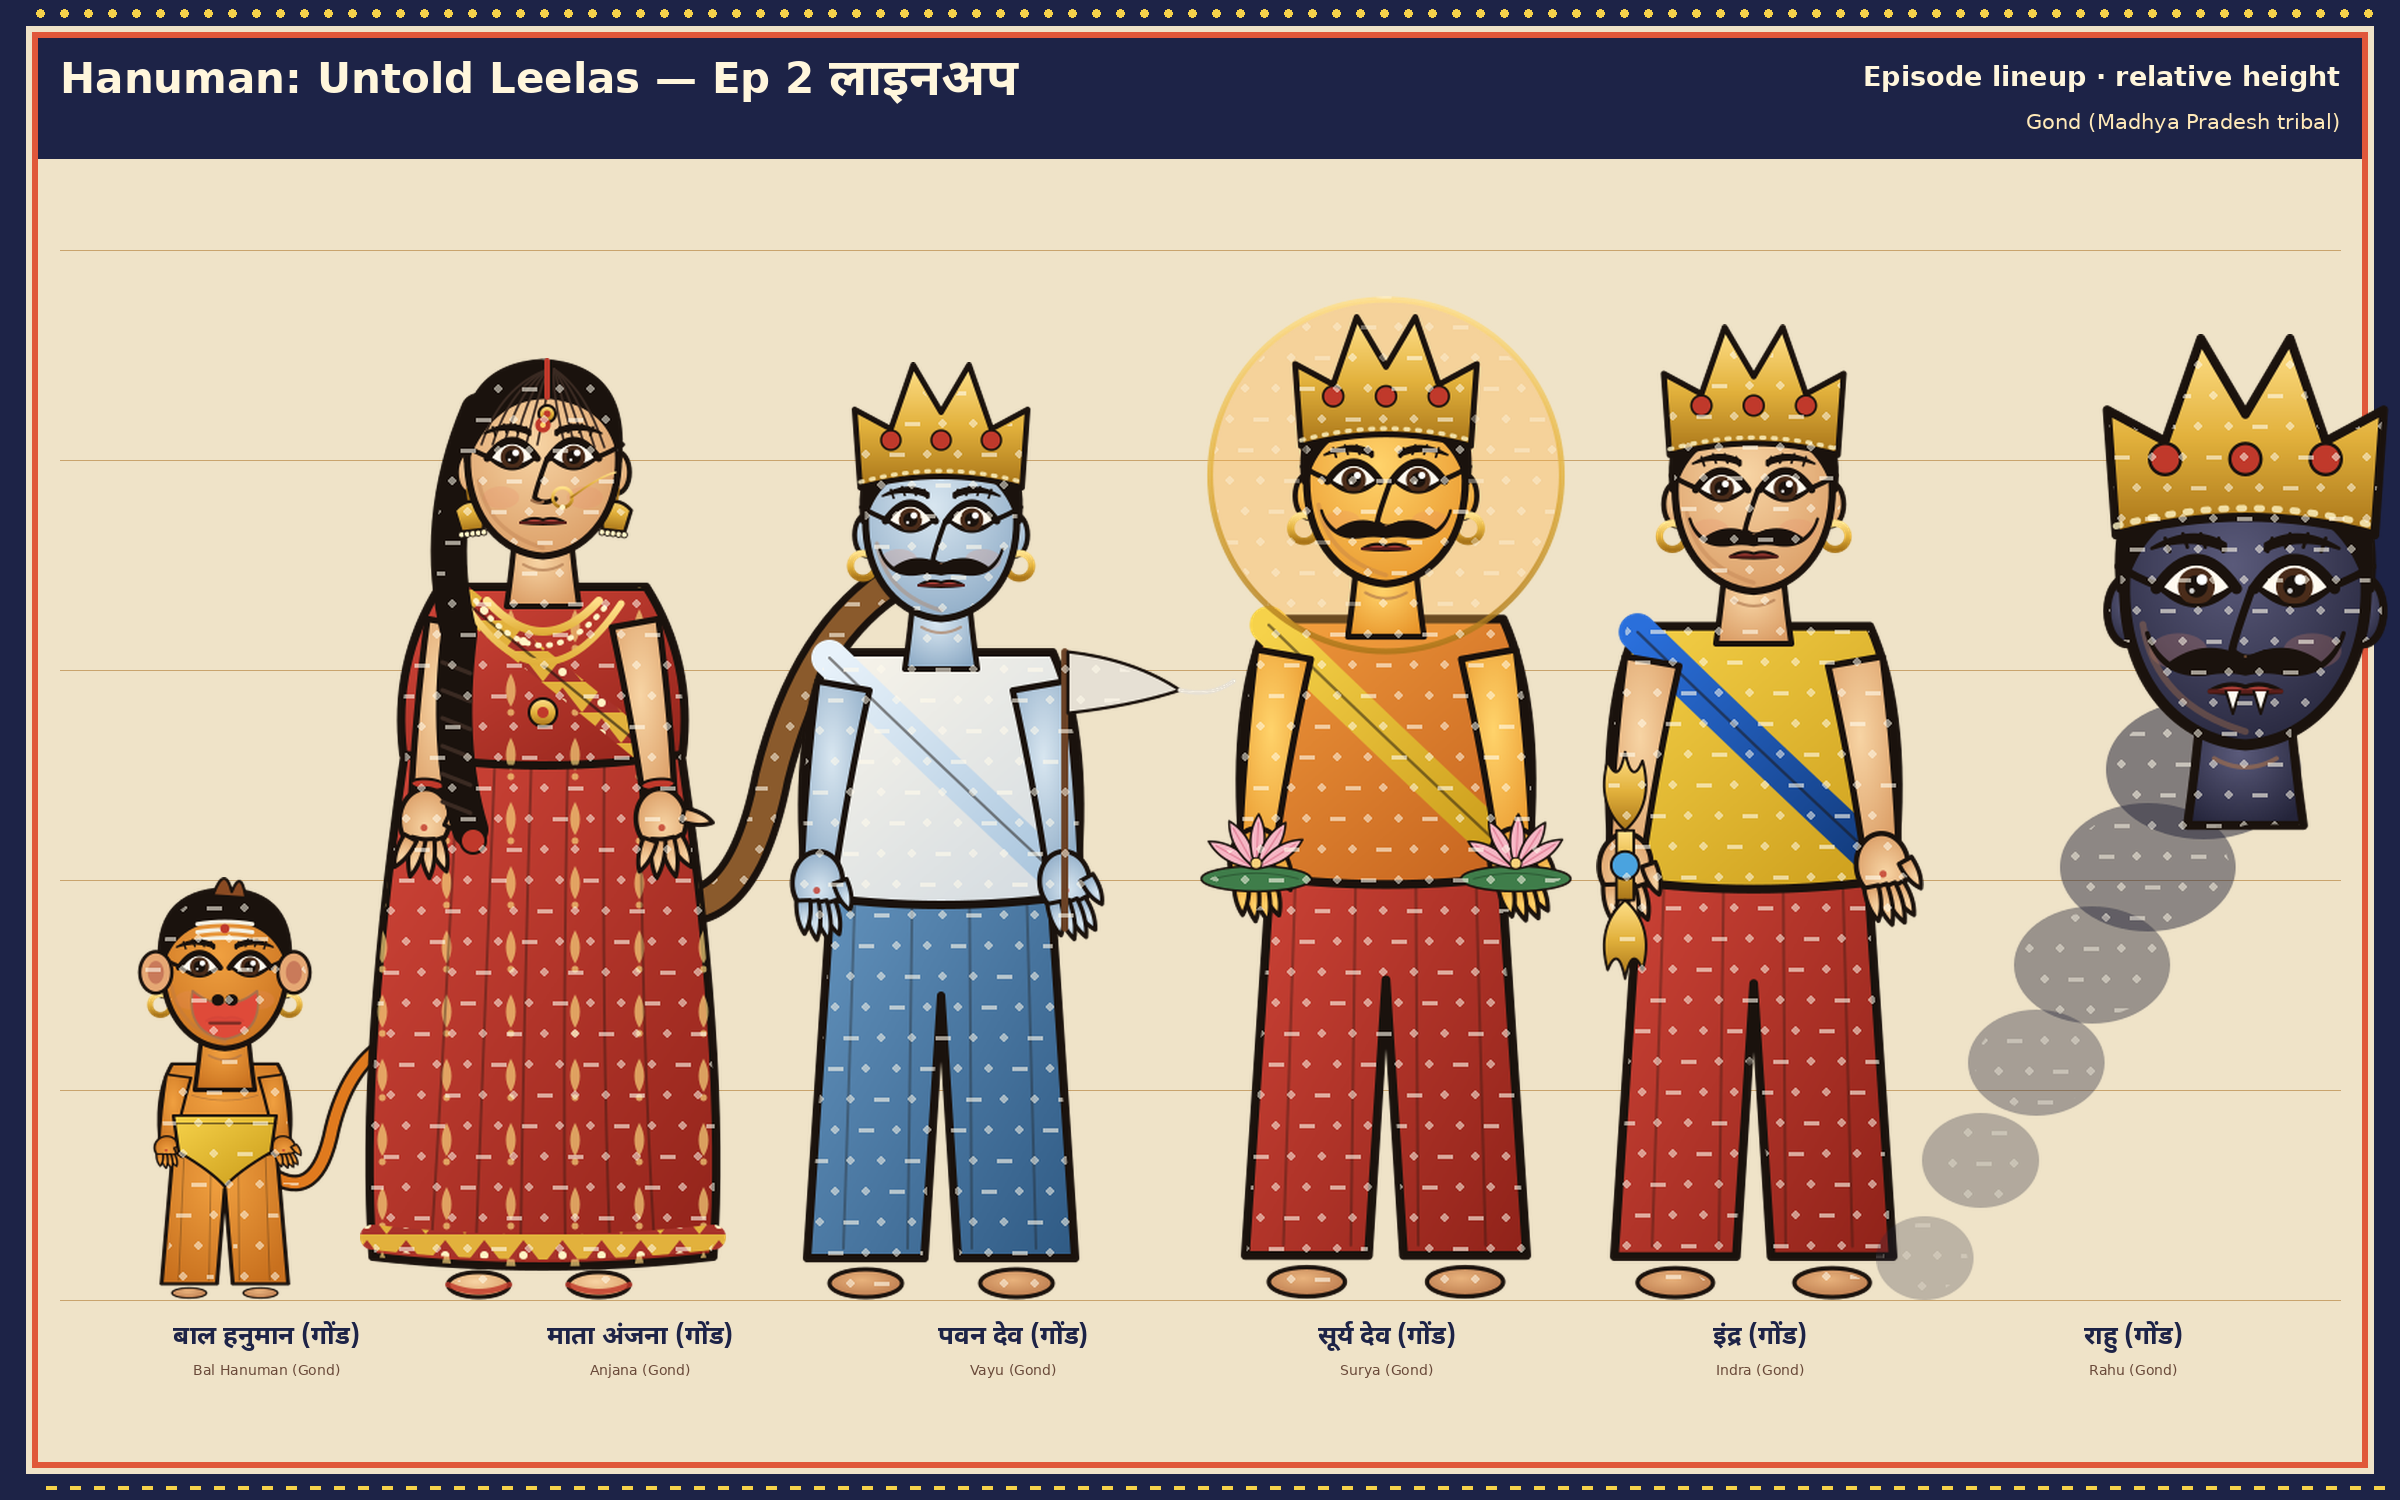 Hanuman: Untold Leelas — Ep 2 लाइनअप
Episode lineup · relative height
Gond (Madhya Pradesh tribal)
बाल हनुमान (गोंड) माता अंजना (गोंड) पवन देव (गोंड) सूर्य देव (गोंड) इंद्र (गोंड) राहु (गोंड)
Bal Hanuman (Gond) Anjana (Gond) Vayu (Gond) Surya (Gond) Indra (Gond) Rahu (Gond)